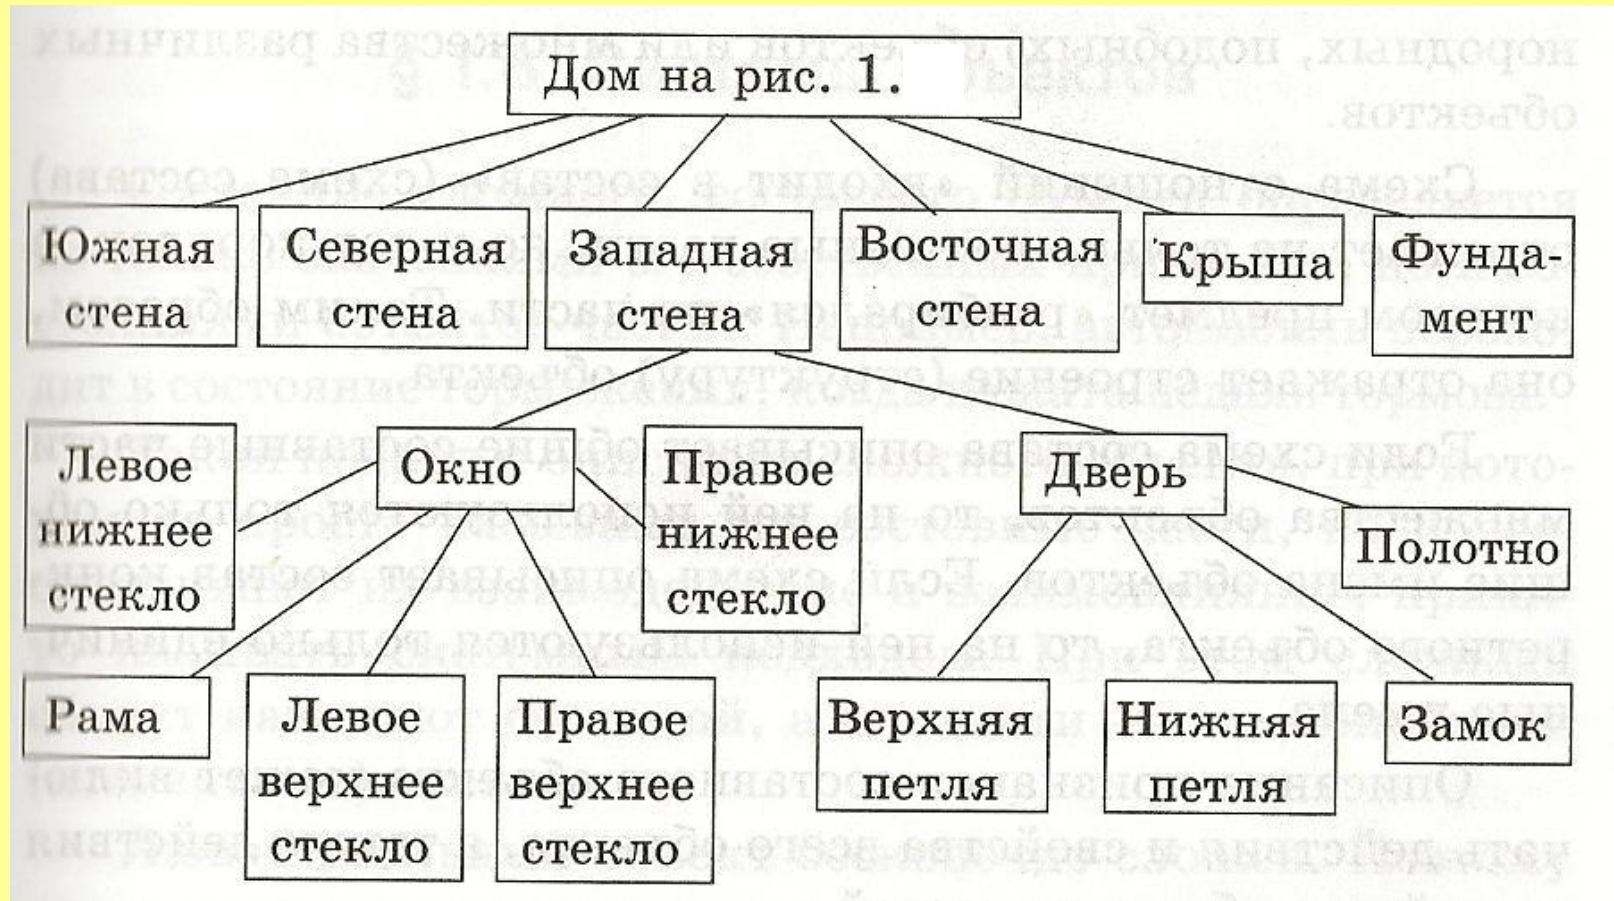 Дом на рис. 1.
Южная
стена
Северная
стена
Западная
стена
Восточная
стена
Крыша
Фунда-
мент
Левое
нижнее
стекло
Окно
Правое
нижнее
стекло
Дверь
Полотно
Рама
Левое
верхнее
стекло
Правое
верхнее
стекло
Верхняя
петля
Нижняя
петля
Замок